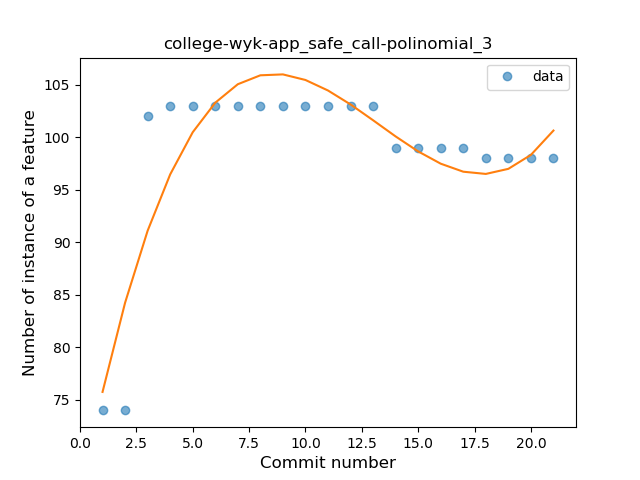 college-wyk-app_safe_call-polinomial_3
data
Number of instance of a feature
105
100
95
90
85
80
75
0.0 2.5 5.0 7.5 10.0 12.5 15.0 17.5 20.0
Commit number